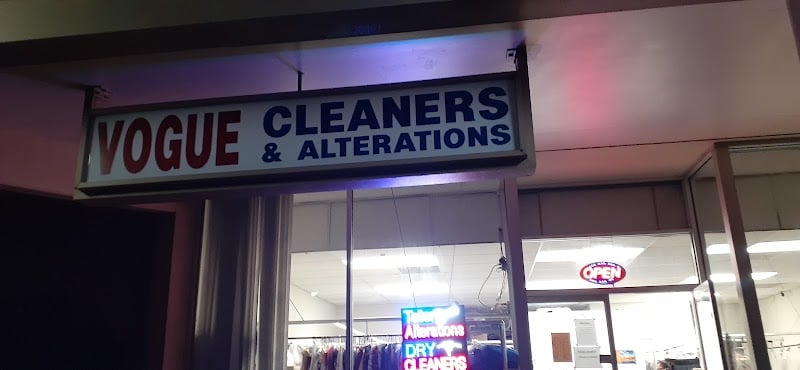 VOGUE CLEANERS
& ALTERATIONS
OPEN
Alterations
DRY
CLEANERS